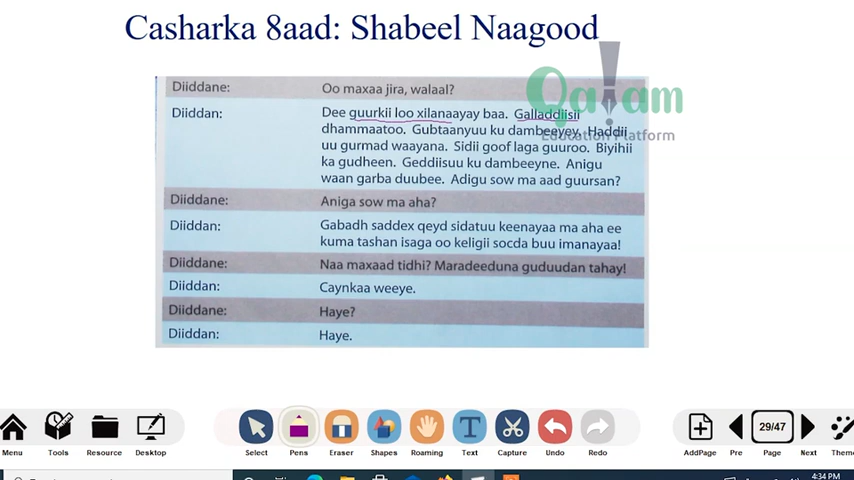 Casharka 8aad: Shabeel Naagood
Qalam
Education Platform
Diiddane: Oo maxaa jira, walaal?
Diiddan: Dee guurkii loo xilanaayay baa. Galladdiisii
dhammaatoo. Gubtaanyuu ku dambeeyey. Haddii
uu gurmad waayana. Sidii goof laga guuroo. Biyihii
ka gudheen. Geddiisuu ku dambeeyne. Anigu
waan garba duubee. Adigu sow ma aad guursan?
Diiddane: Aniga sow ma aha?
Diiddan: Gabadh saddex qeyd sidatuu keenayaa ma aha ee
kuma tashan isaga oo keligii socda buu imanayaa!
Diiddane: Naa maxaad tidhi? Maradeeduna guduudan tahay!
Diiddan: Caynkaa weeye.
Diiddane: Haye?
Diiddan: Haye.
Menu Tools Resource Desktop Select Pens Eraser Shapes Roaming Text Capture Undo Redo AddPage Pre Page Next Theme
29/47
4:34 PM